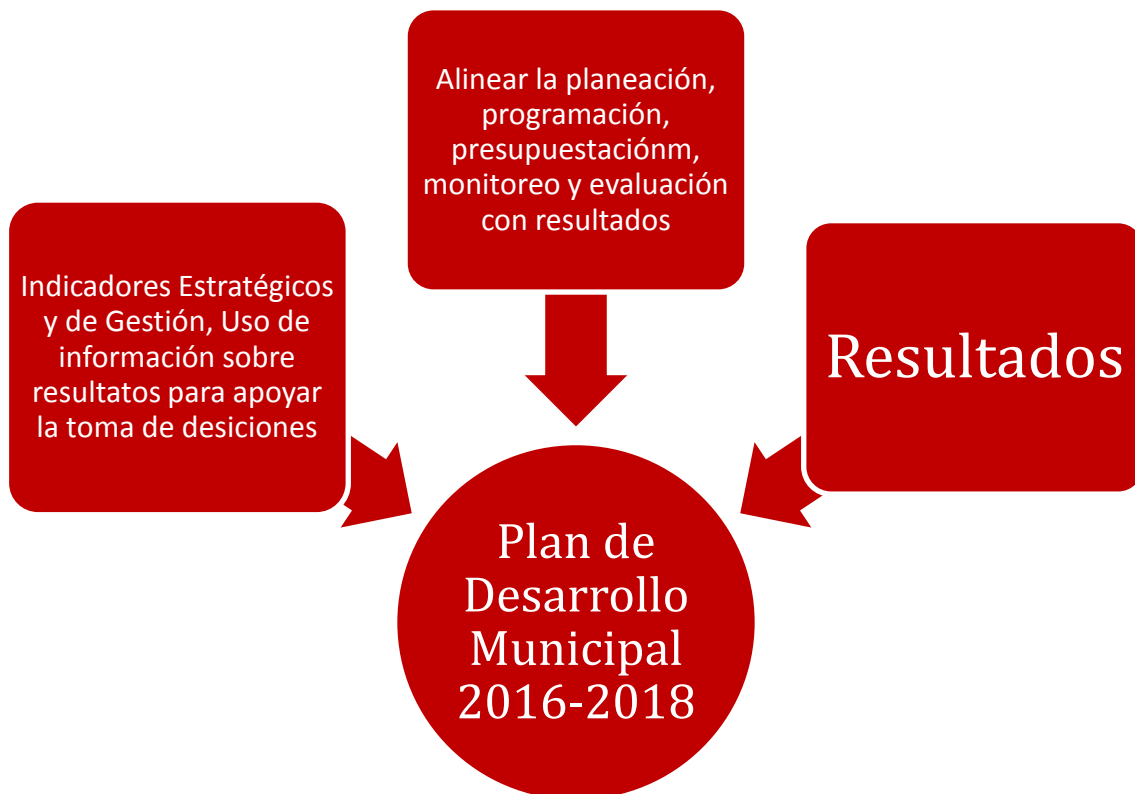 Alinear la planeación,
programación,
presupuestaciónm,
monitoreo y evaluación
con resultados
Indicadores Estratégicos
y de Gestión, Uso de
información sobre
resultatos para apoyar
la toma de desiciones
Resultados
Plan de
Desarrollo
Municipal
2016-2018